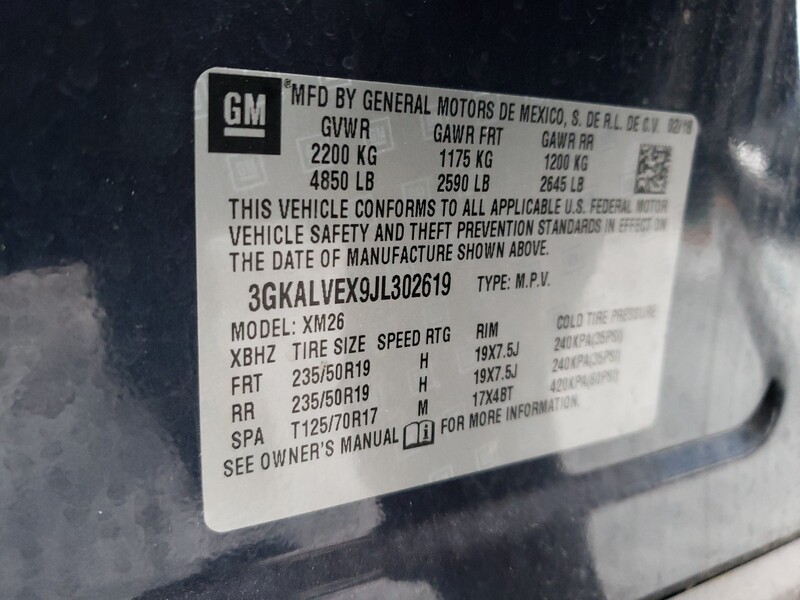 GM
®MFD BY GENERAL MOTORS DE MEXICO, S. DE R.L. DE C.V. 02/18
GVWR GAWR FRT GAWR RR
2200 KG 1175 KG 1200 KG
4850 LB 2590 LB 2645 LB
THIS VEHICLE CONFORMS TO ALL APPLICABLE U.S. FEDERAL MOTOR
VEHICLE SAFETY AND THEFT PREVENTION STANDARDS IN EFFECT ON
THE DATE OF MANUFACTURE SHOWN ABOVE.
3GKALVEX9JL302619 TYPE: M.P.V.
MODEL: XM26
XBHZ TIRE SIZE SPEED RTG RIM COLD TIRE PRESSURE
FRT 235/50R19 H 19X7.5J 240KPA(35PSI)
RR 235/50R19 H 19X7.5J 240KPA(35PSI)
SPA T125/70R17 M 17X4BT 420KPA(60PSI)
SEE OWNER'S MANUAL FOR MORE INFORMATION.